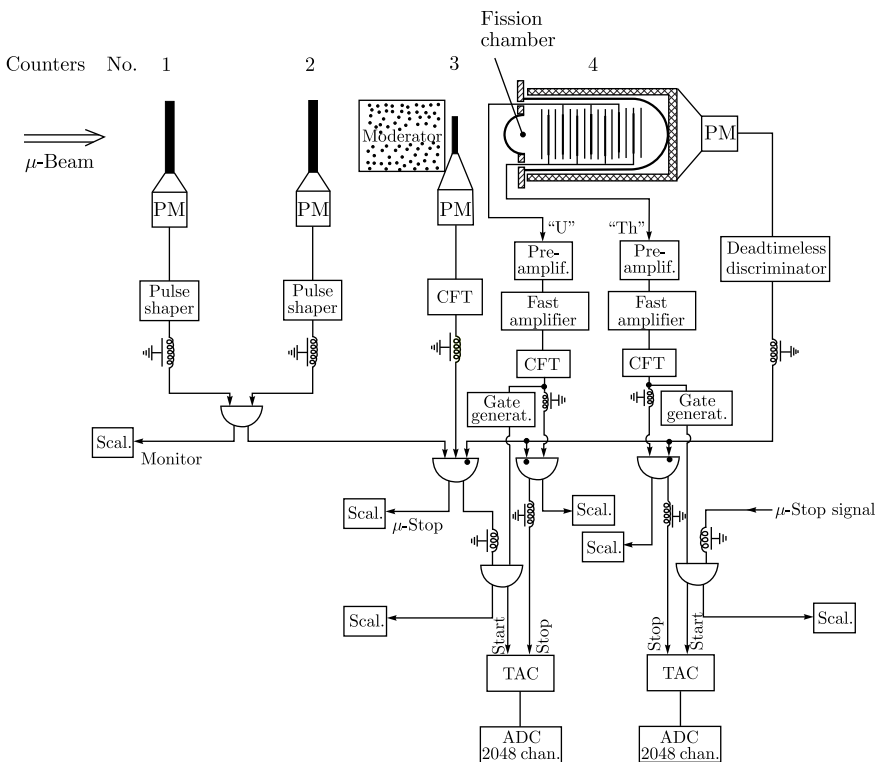 Fission
chamber
Counters No. 1 2 3 4
Moderator
μ-Beam
PM
PM
PM
PM
"U"
"Th"
Pulse
shaper
Pulse
shaper
CFT
Pre-
amplif.
Pre-
amplif.
Deadtimeless
discriminator
Fast
amplifier
Fast
amplifier
CFT
CFT
Gate
generat.
Gate
generat.
Scal.
Monitor
Scal.
μ-Stop
Scal.
Scal.
μ-Stop signal
Scal.
Scal.
Start
Stop
Stop
Start
TAC
TAC
ADC
2048 chan.
ADC
2048 chan.